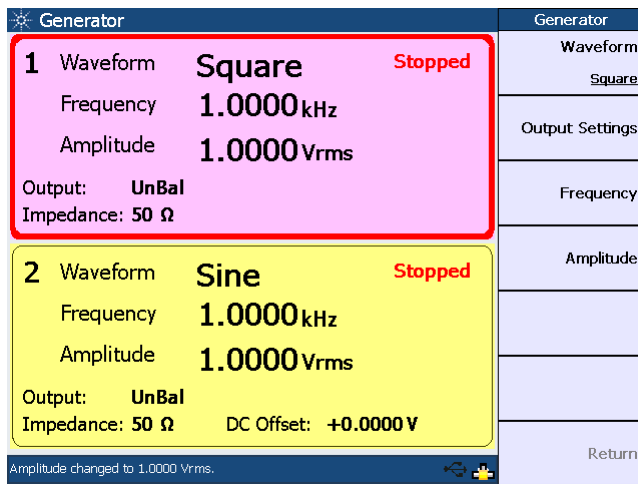 Generator
1 Waveform Square Stopped
Frequency 1.0000 kHz
Amplitude 1.0000 Vrms
Output: UnBal
Impedance: 50 Ω
2 Waveform Sine Stopped
Frequency 1.0000 kHz
Amplitude 1.0000 Vrms
Output: UnBal
Impedance: 50 Ω DC Offset: +0.0000 V
Amplitude changed to 1.0000 Vrms.
Generator
Waveform
Square
Output Settings
Frequency
Amplitude
Return